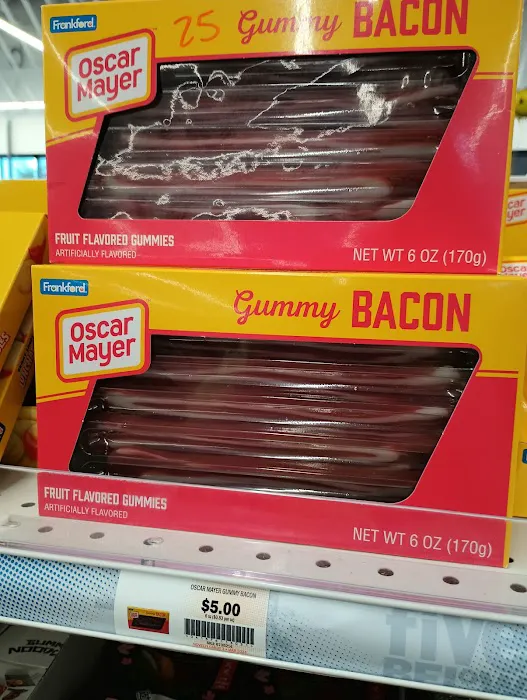 Frankford
25
Gummy BACON
Oscar
Mayer
FRUIT FLAVORED GUMMIES
ARTIFICIALLY FLAVORED
NET WT 6 OZ (170g)
Frankford
Gummy BACON
Oscar
Mayer
FRUIT FLAVORED GUMMIES
ARTIFICIALLY FLAVORED
NET WT 6 OZ (170g)
OSCAR MAYER GUMMY BACON
$5.00